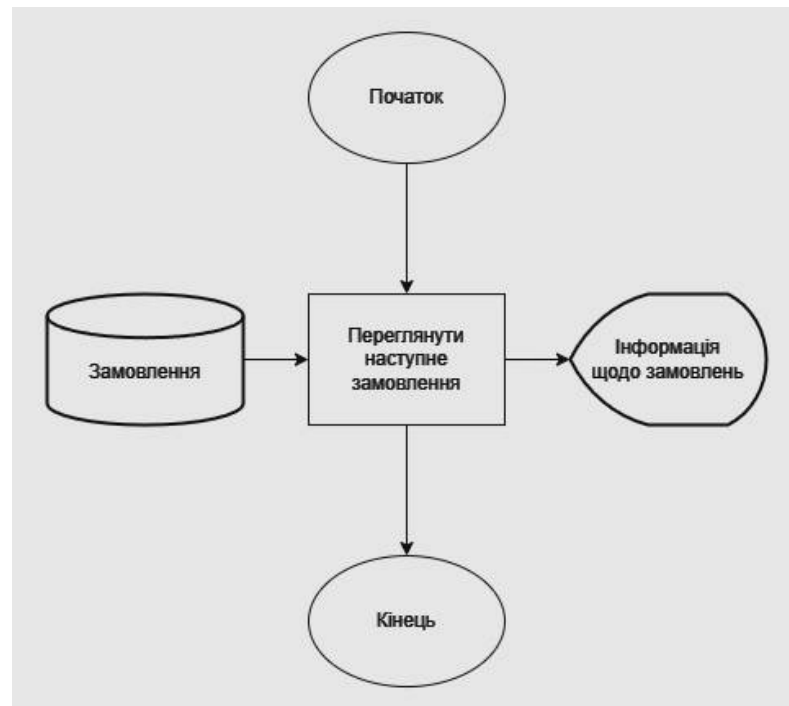 Початок
Замовлення
Переглянути
наступне
замовлення
Інформація
щодо замовлень
Кінець